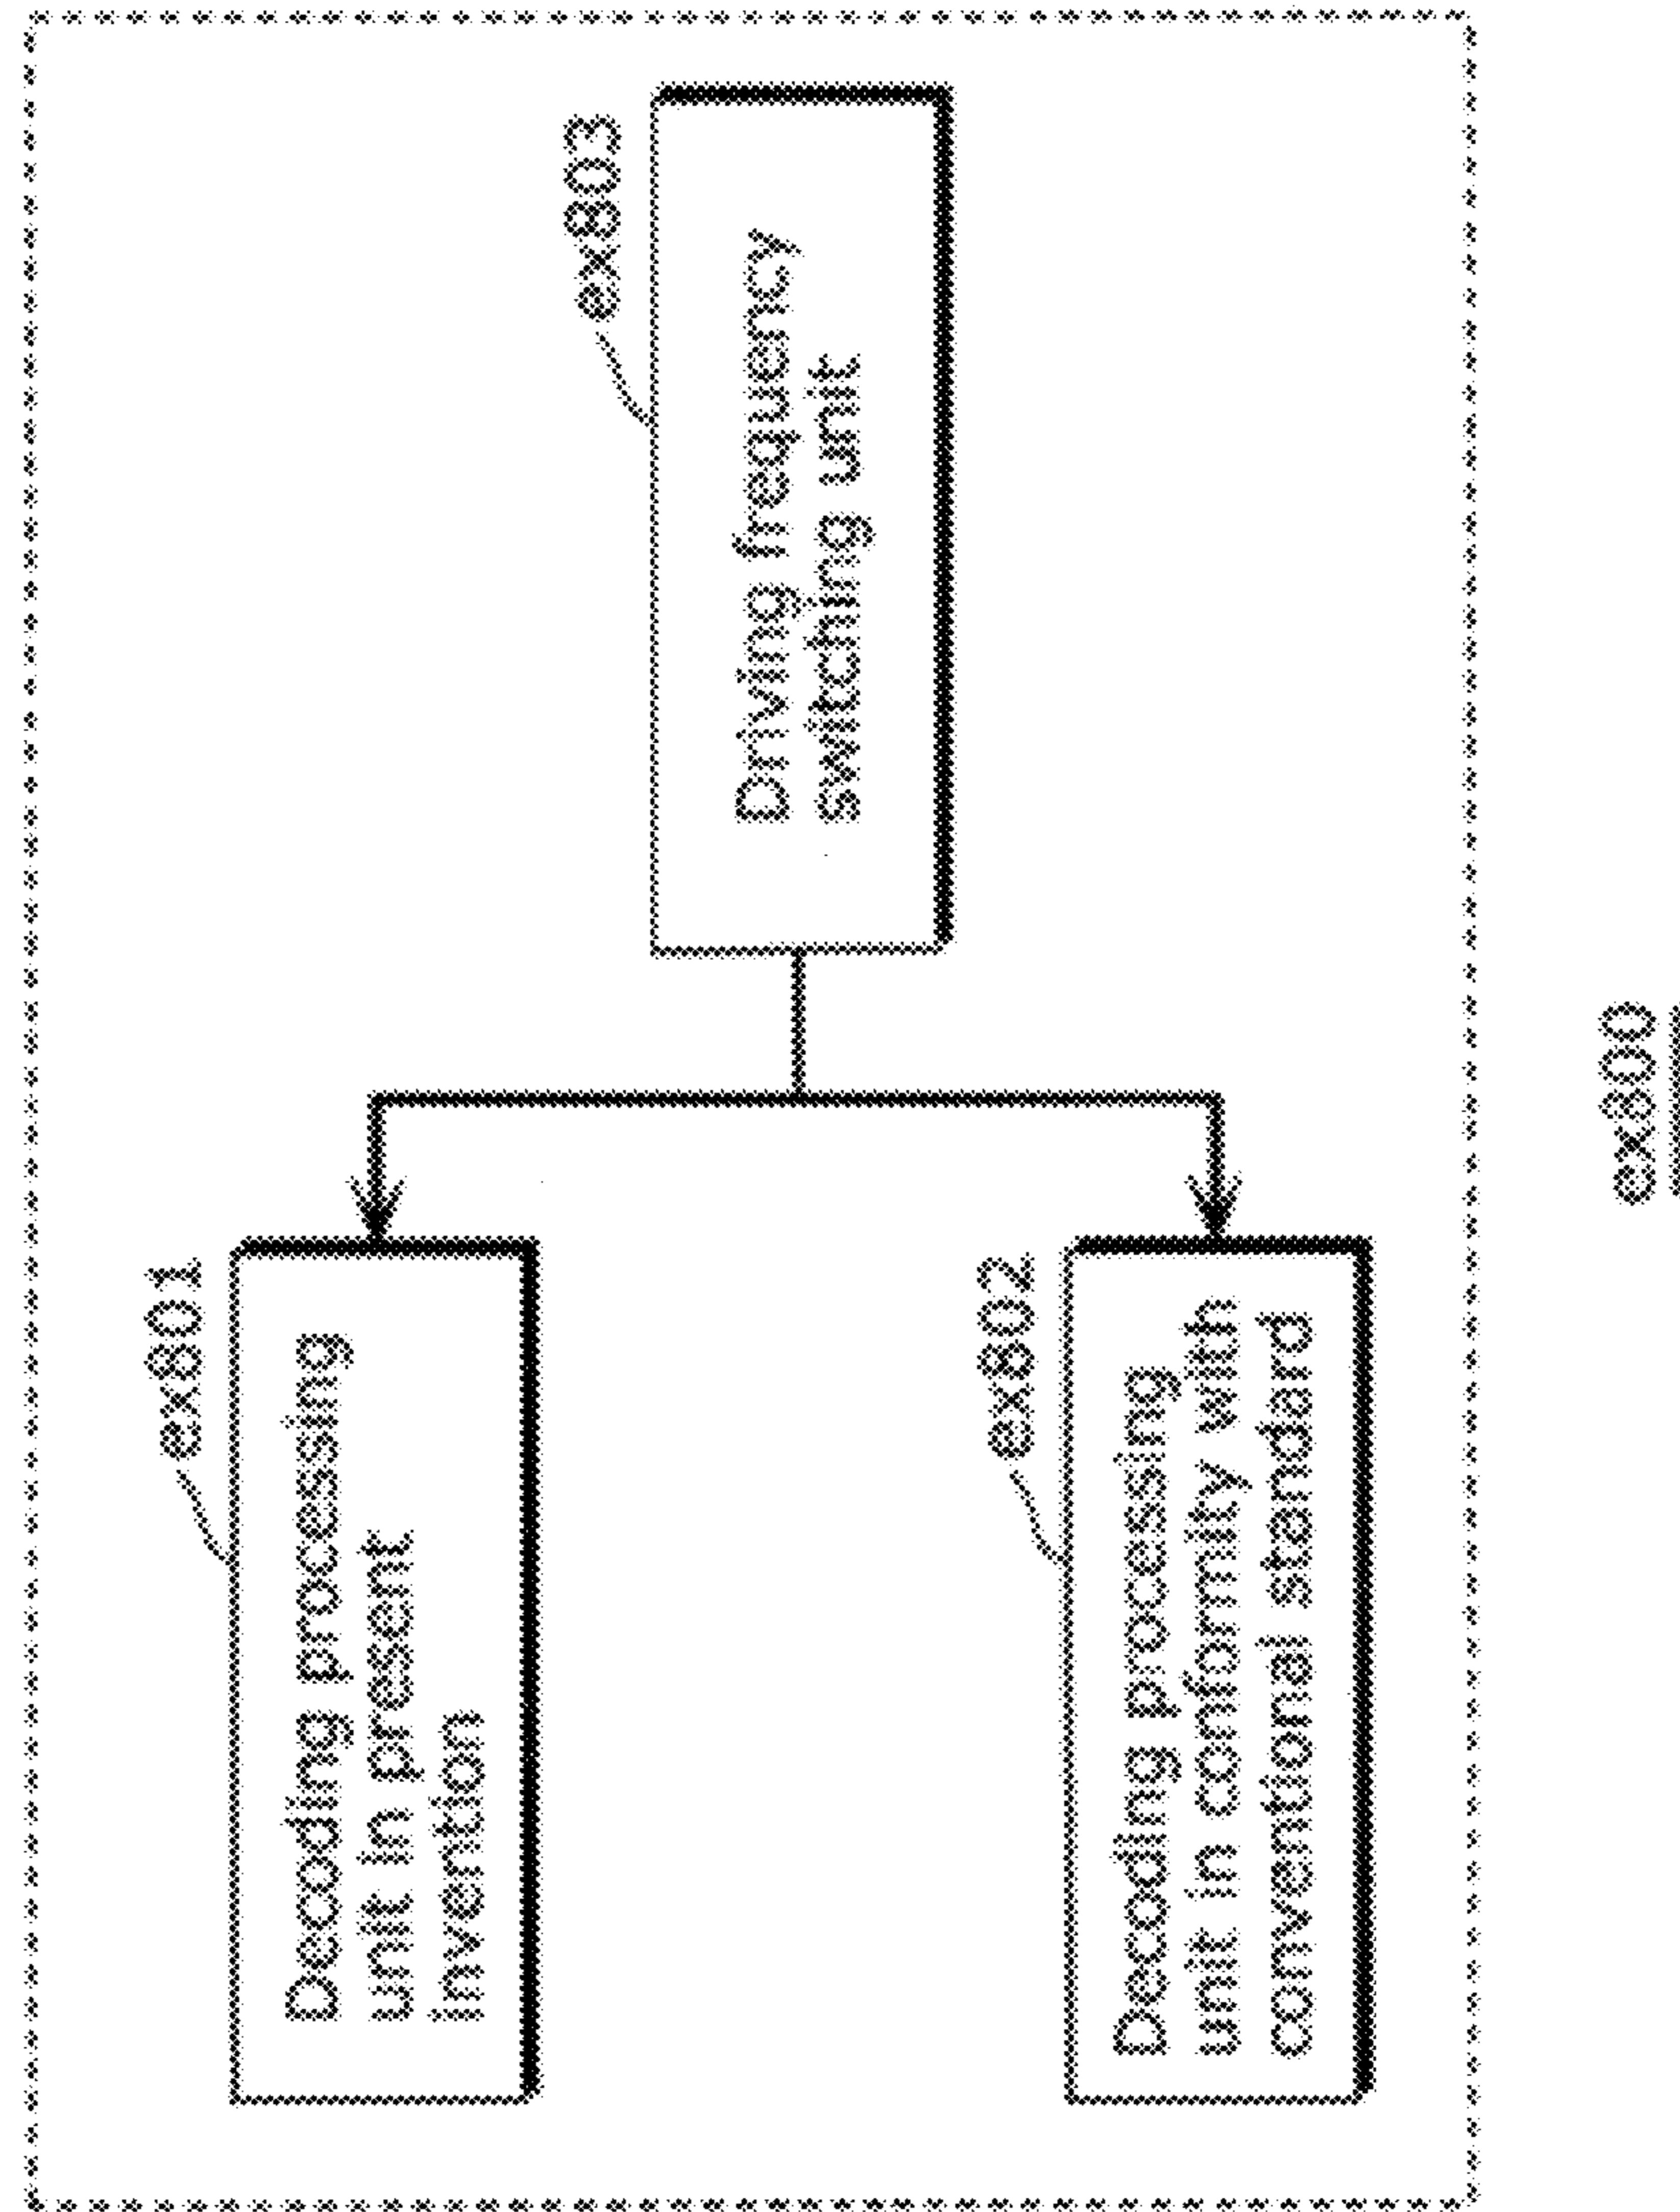 ex801
Decoding processing
unit in present
invention
ex803
Driving frequency
switching unit
ex802
Decoding processing
unit in conformity with
conventional standard
ex800